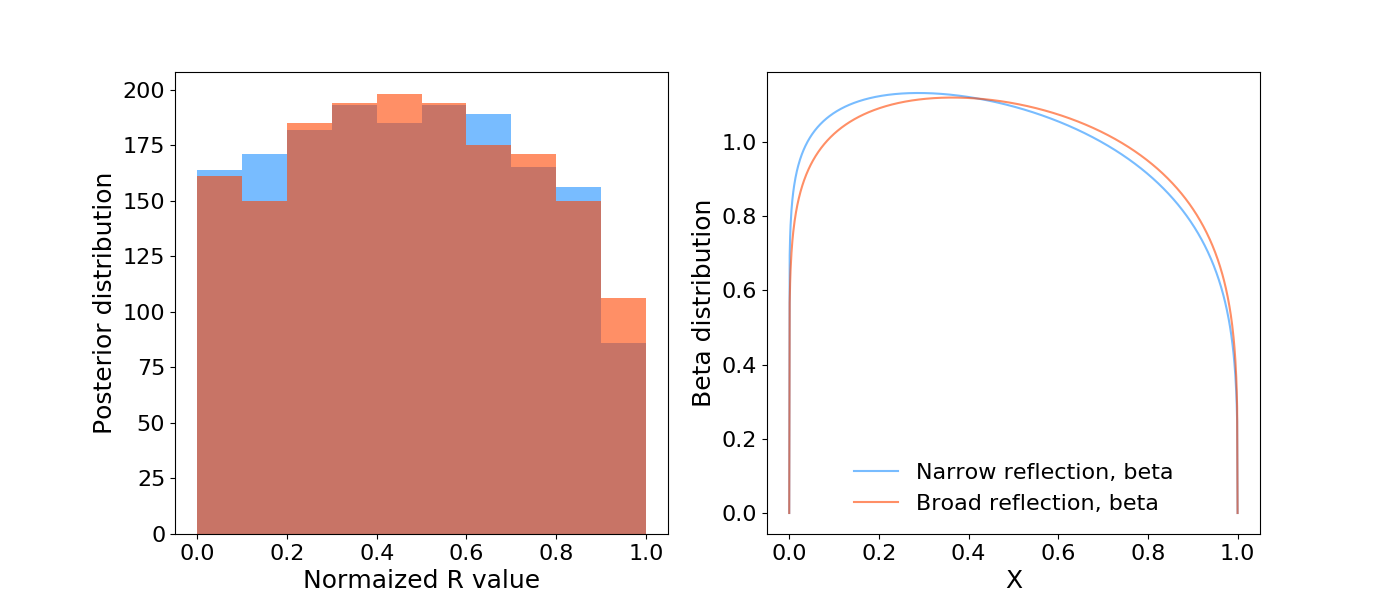 Posterior distribution
200
175
150
125
100
75
50
25
0
0.0 0.2 0.4 0.6 0.8 1.0
Normaized R value
Beta distribution
1.0
0.8
0.6
0.4
0.2
0.0
Narrow reflection, beta
Broad reflection, beta
0.0 0.2 0.4 0.6 0.8 1.0
X